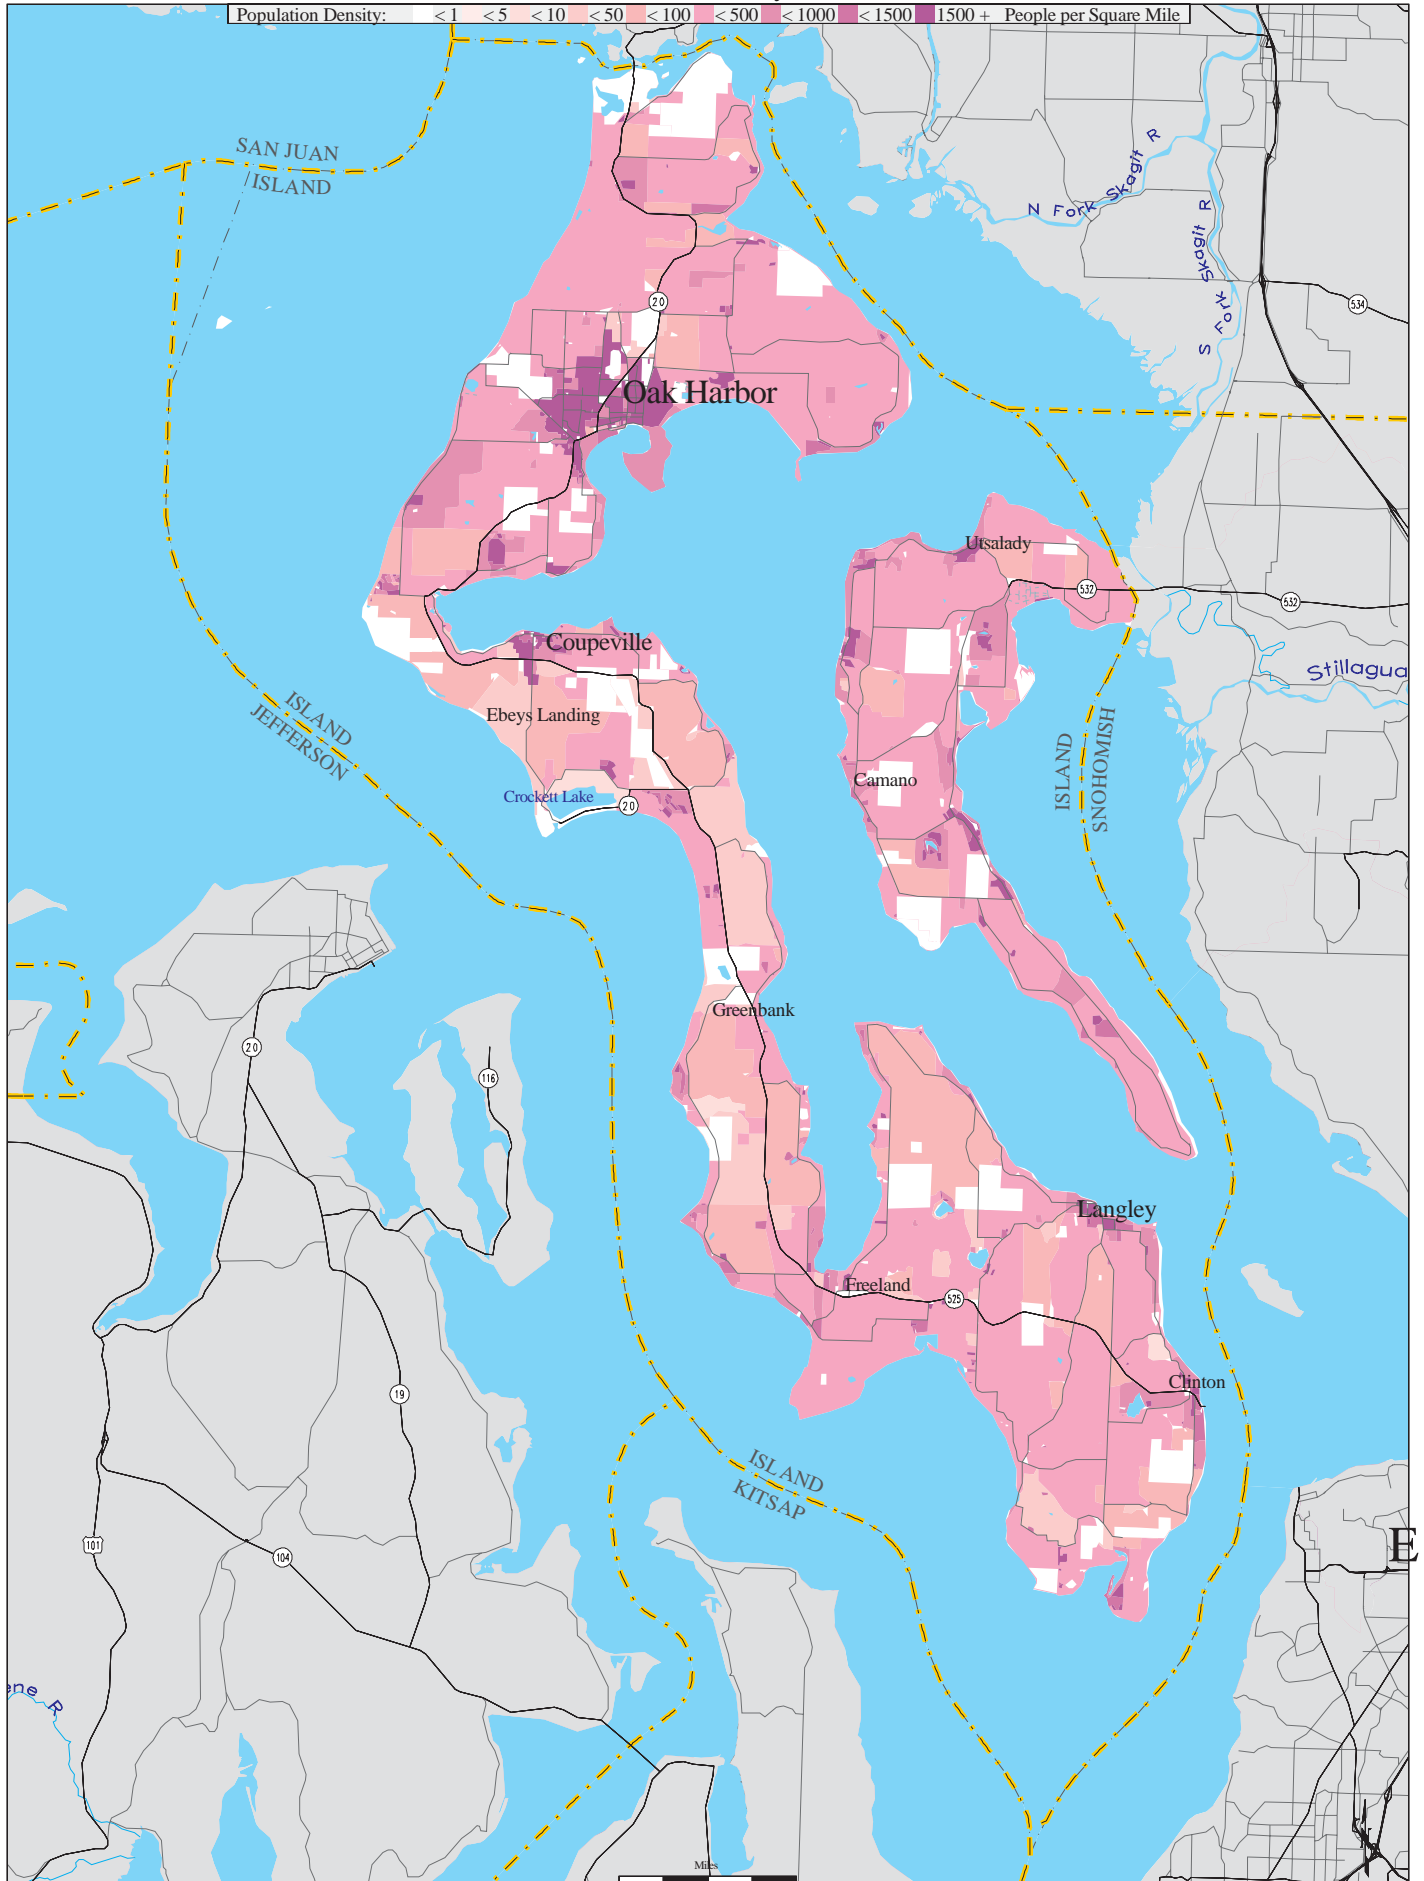 Population Density: < 1 < 5 < 10 < 50 < 100 < 500 < 1000 < 1500 1500 + People per Square Mile
SAN JUAN
ISLAND
N Fork Skagit R
S Fork Skagit R
20
534
Oak Harbor
Utsalady
532
532
Coupeville
Stillagua
ISLAND
JEFFERSON
Ebeys Landing
ISLAND
SNOHOMISH
Camano
Crockett Lake
20
Greenbank
20
116
Langley
Freeland
525
Clinton
19
ISLAND
KITSAP
101
104
E
ene R
Miles